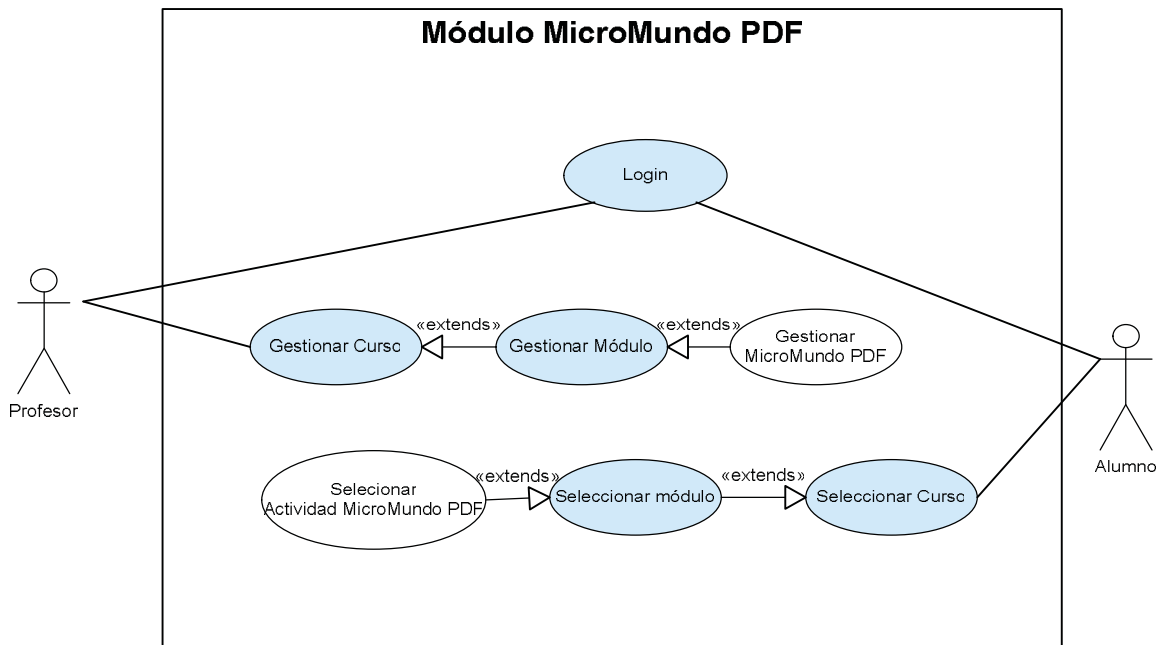 Módulo MicroMundo PDF
Login
«extends»
«extends»
Gestionar Curso
Gestionar Módulo
Gestionar
MicroMundo PDF
Profesor
Alumno
«extends»
«extends»
Selecionar
Actividad MicroMundo PDF
Seleccionar módulo
Seleccionar Curso